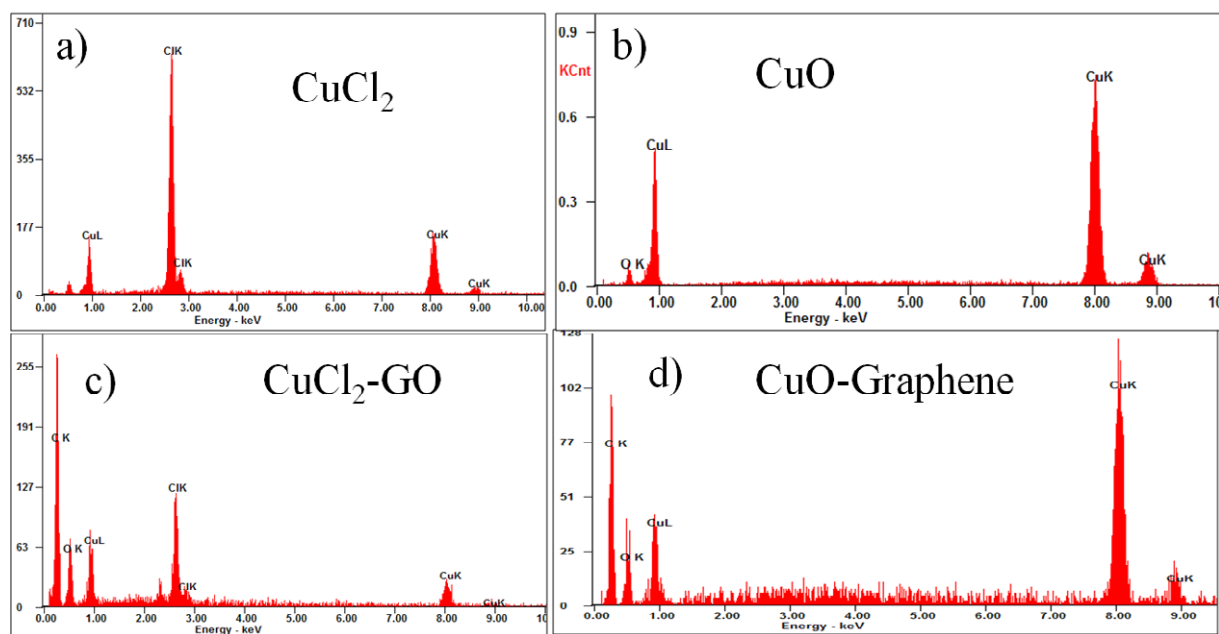 a)
CuCl2
710
532
355
177
0
CuL
ClK
ClK
CuK
CuK
0.00 1.00 2.00 3.00 4.00 5.00 6.00 7.00 8.00 9.00 10.00
Energy - keV
b)
CuO
0.9
KCnt
0.6
0.3
0.0
O K
CuL
CuK
CuK
0.00 1.00 2.00 3.00 4.00 5.00 6.00 7.00 8.00 9.00 10
Energy - keV
c)
CuCl2-GO
255
191
127
63
0
C K
O K
CuL
ClK
ClK
CuK
CuK
0.00 1.00 2.00 3.00 4.00 5.00 6.00 7.00 8.00 9.00 10.0
Energy - keV
d)
CuO-Graphene
128
102
77
51
25
0
C K
O K
CuL
CuK
CuK
0.00 1.00 2.00 3.00 4.00 5.00 6.00 7.00 8.00 9.00
Energy - keV